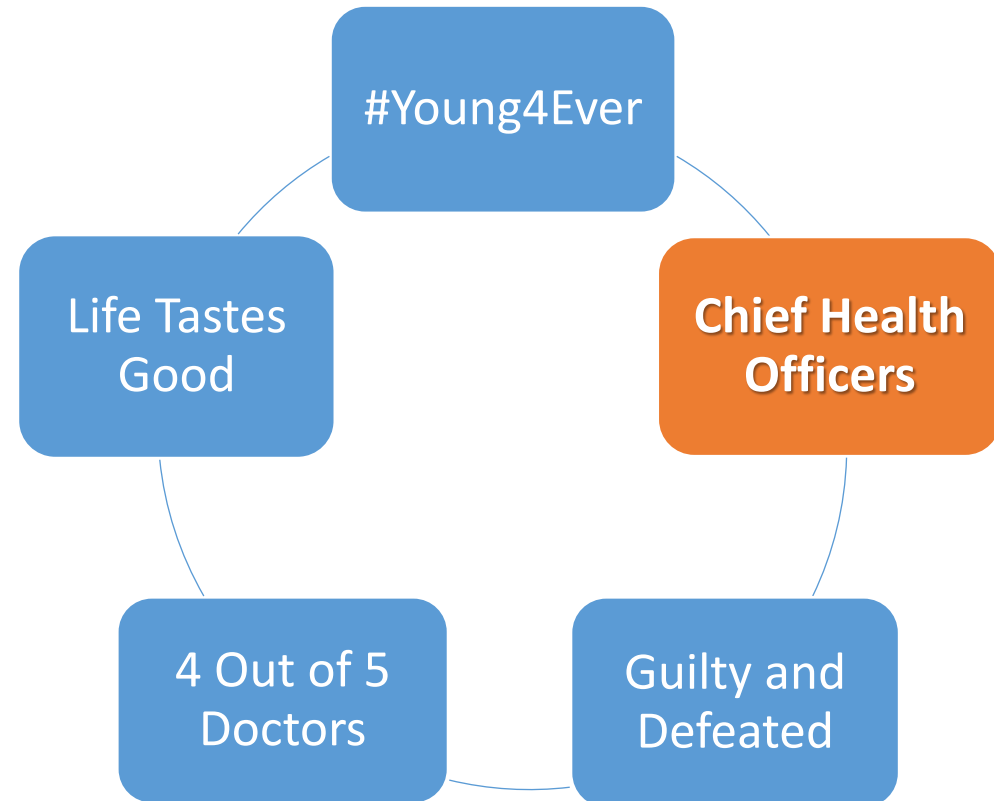 #Young4Ever
Chief Health
Officers
Guilty and
Defeated
4 Out of 5
Doctors
Life Tastes
Good